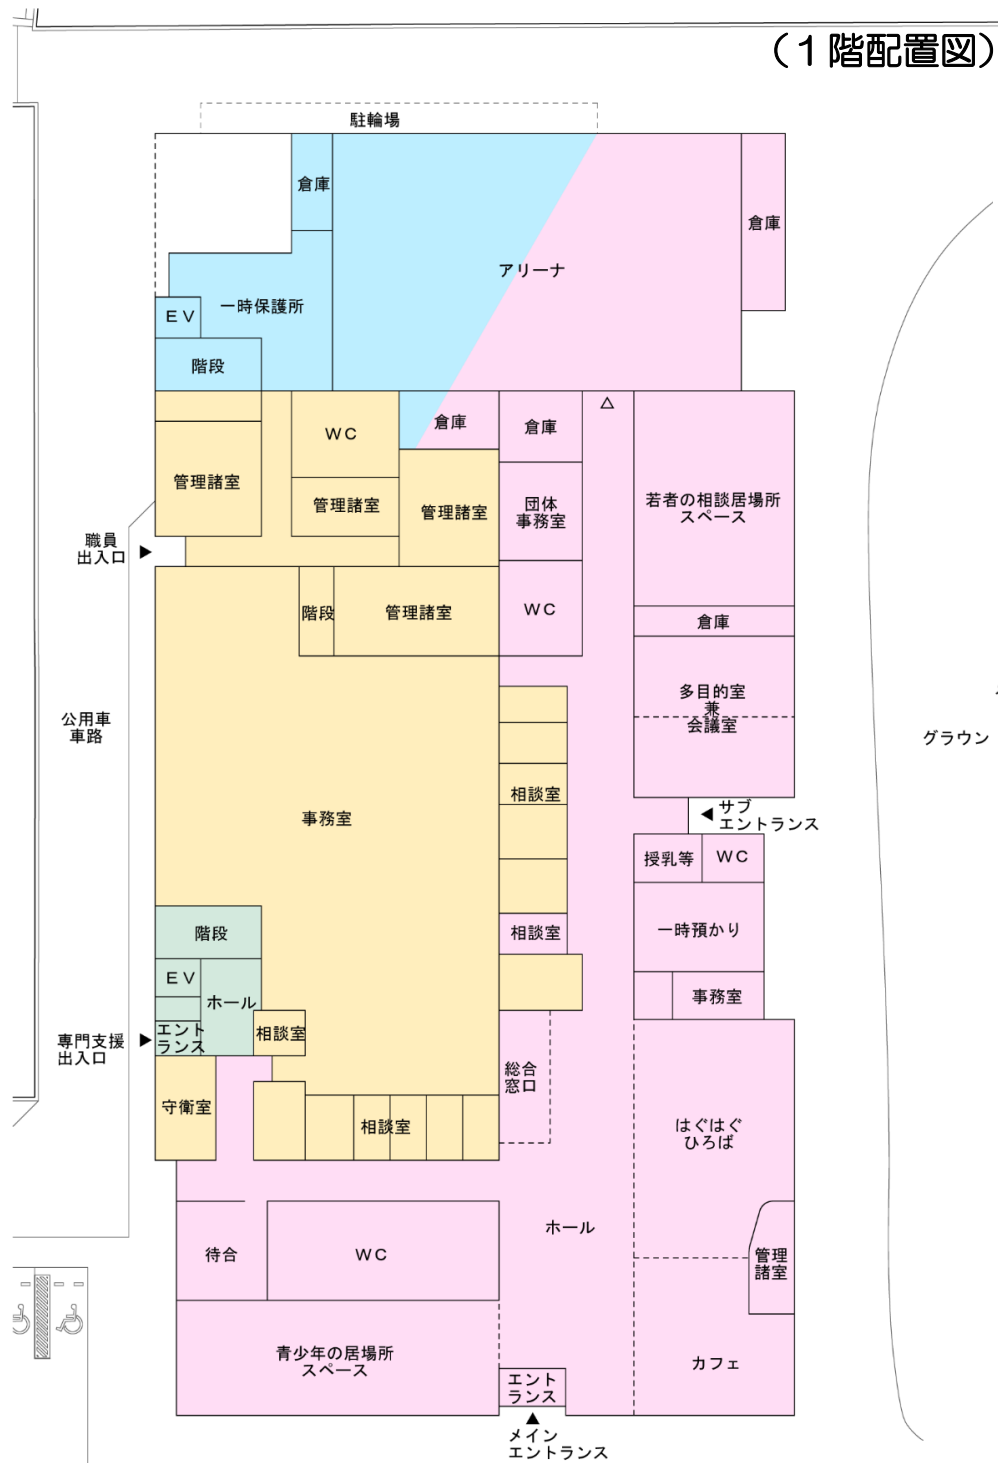 （１階配置図）
駐輪場
倉庫
倉庫
アリーナ
一時保護所
ＥＶ
階段
倉庫
倉庫
ＷＣ
管理諸室
管理諸室
管理諸室
団体
事務室
若者の相談居場所
スペース
職員
出入口
階段
管理諸室
ＷＣ
倉庫
多目的室
兼
会議室
公用車
車路
グラウン
相談室
事務室
サブ
エントランス
授乳等
ＷＣ
階段
相談室
一時預かり
ＥＶ
ホール
事務室
エント
ランス
相談室
専門支援
出入口
総合
窓口
守衛室
相談室
はぐはぐ
ひろば
ホール
待合
ＷＣ
管理
諸室
青少年の居場所
スペース
カフェ
エント
ランス
メイン
エントランス